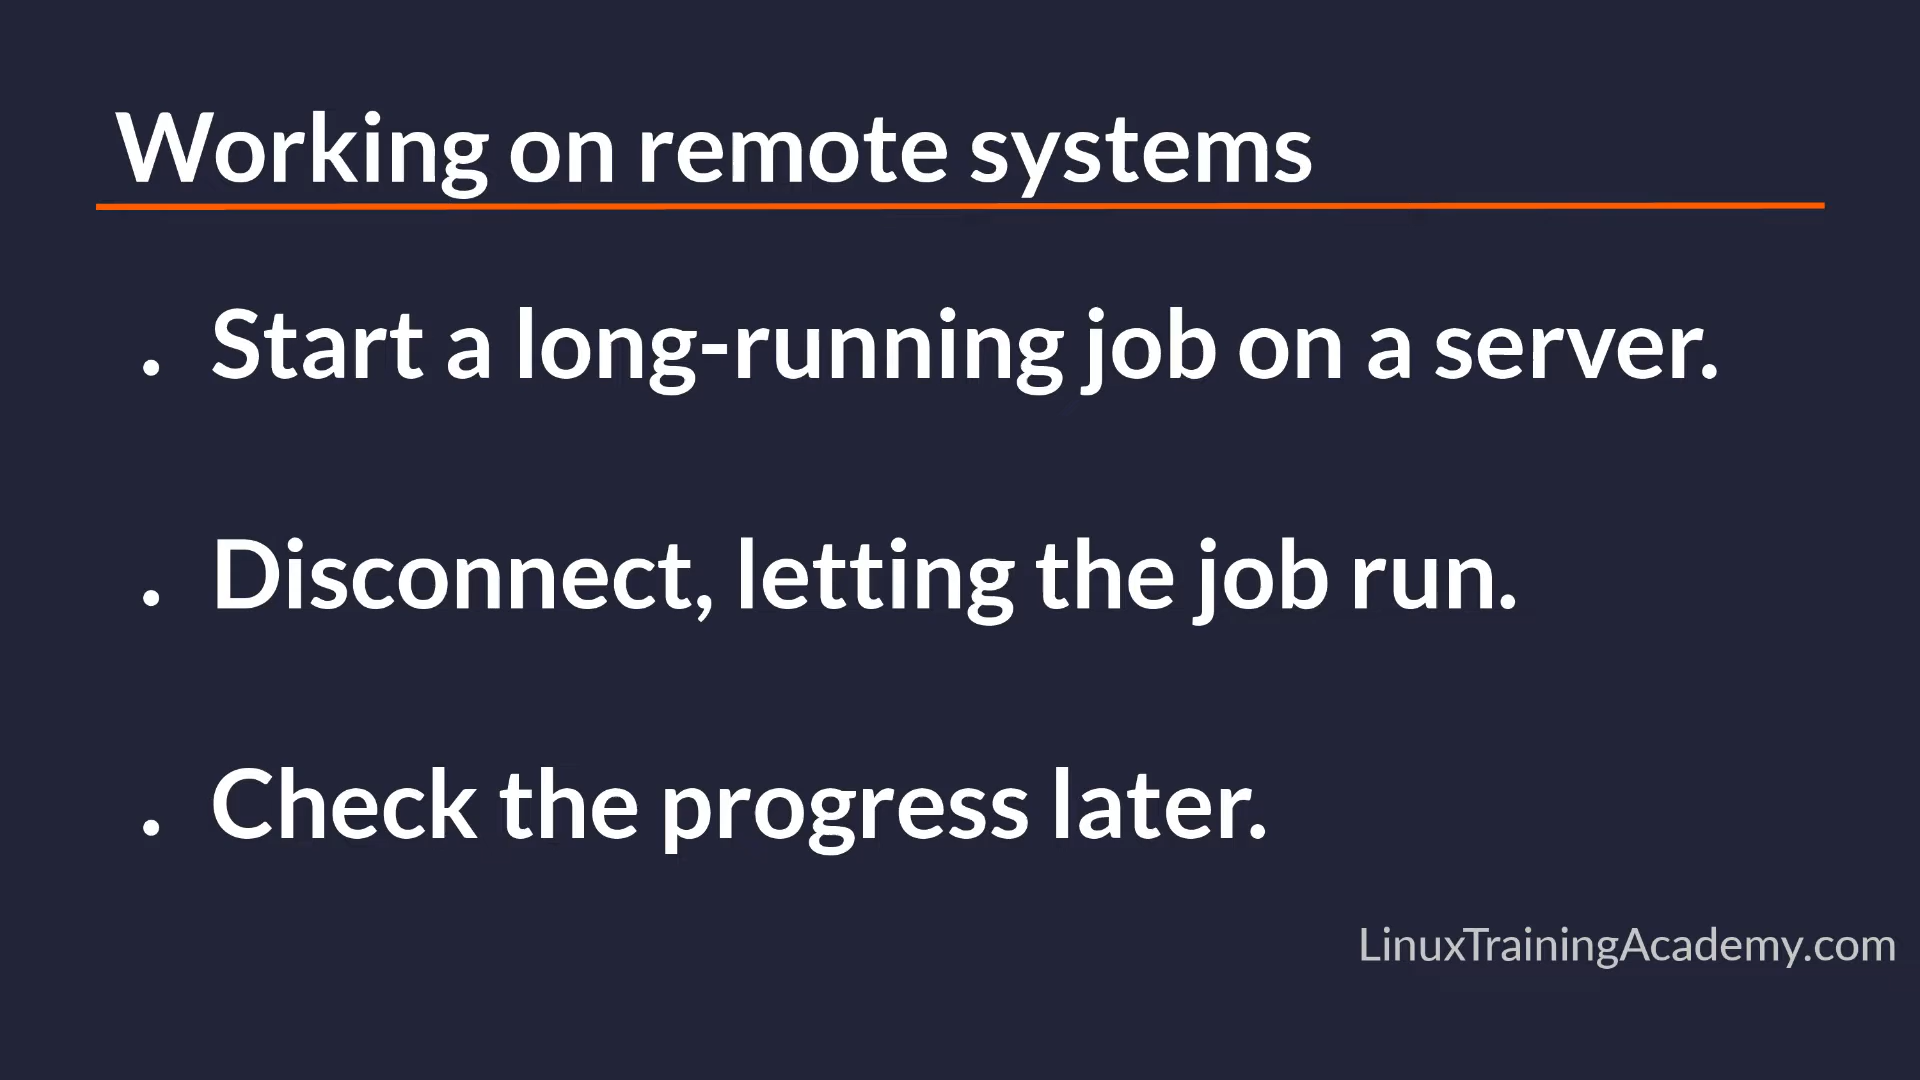 Working on remote systems
. Start a long-running job on a server.
. Disconnect, letting the job run.
. Check the progress later.
LinuxTrainingAcademy.com